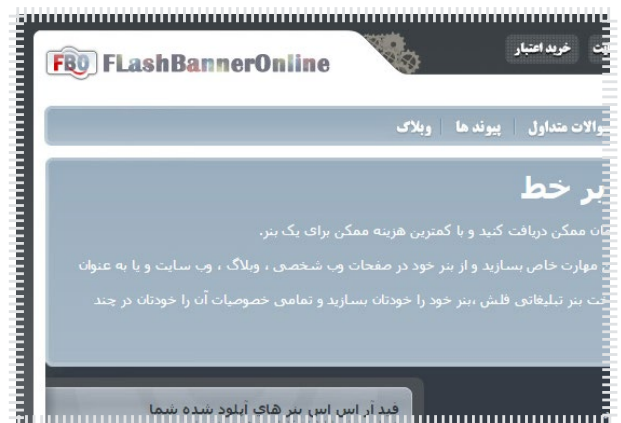 FBO FLashBannerOnline
خرید اعتبار
متداول پیوند ها وبلاگ
بر خط
ممکن دریافت کنید و با کمترین هزینه ممکن برای یک بنر.
مهارت خاص بسازید و از بنر خود در صفحات وب شخصی ، وبلاگ ، وب سایت و یا به عنوان
بنر تبلیغاتی فلش ،بنر خود را خودتان بسازید و تمامی خصوصیات آن را خودتان در چند
فید آر اس اس بنر های آپلود شده شما